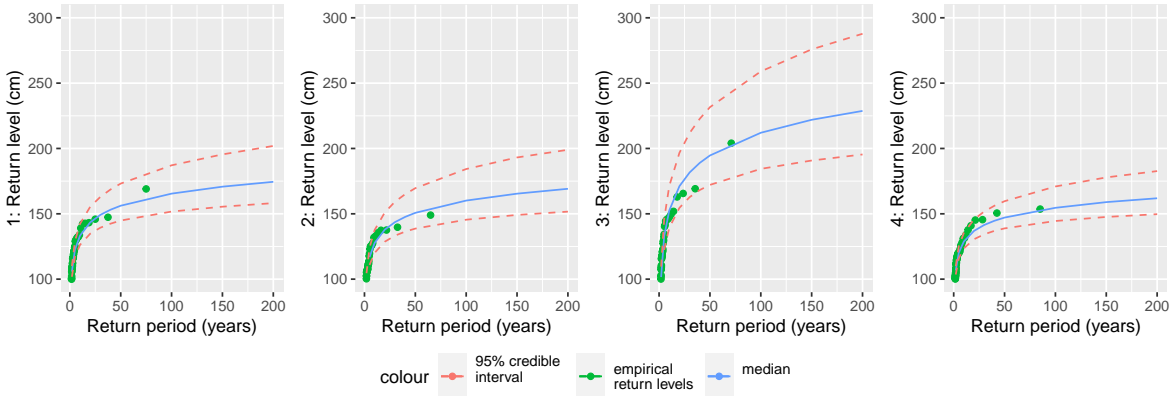 300
250
200
150
100
1: Return level (cm)
0 50 100 150 200
Return period (years)
300
250
200
150
100
2: Return level (cm)
0 50 100 150 200
Return period (years)
300
250
200
150
100
3: Return level (cm)
0 50 100 150 200
Return period (years)
300
250
200
150
100
4: Return level (cm)
0 50 100 150 200
Return period (years)
colour
95% credible
interval
empirical
return levels
median